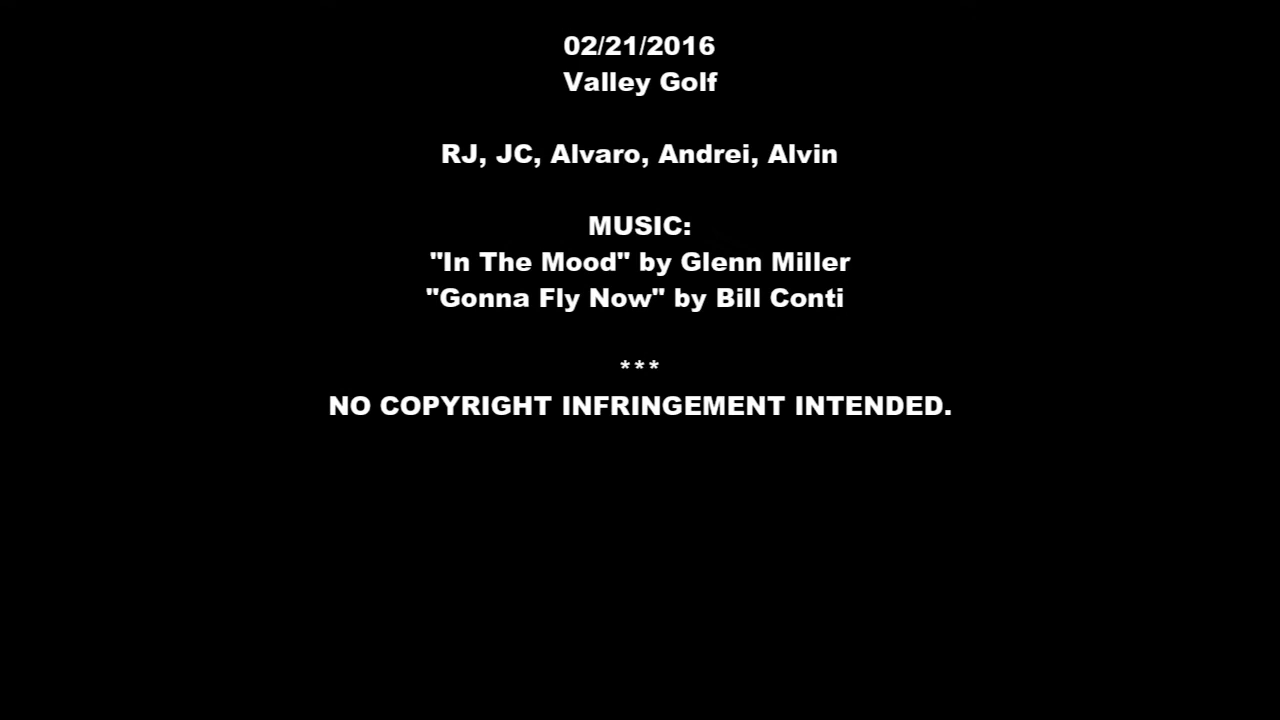 02/21/2016
Valley Golf
RJ, JC, Alvaro, Andrei, Alvin
MUSIC:
"In The Mood" by Glenn Miller
"Gonna Fly Now" by Bill Conti
***
NO COPYRIGHT INFRINGEMENT INTENDED.